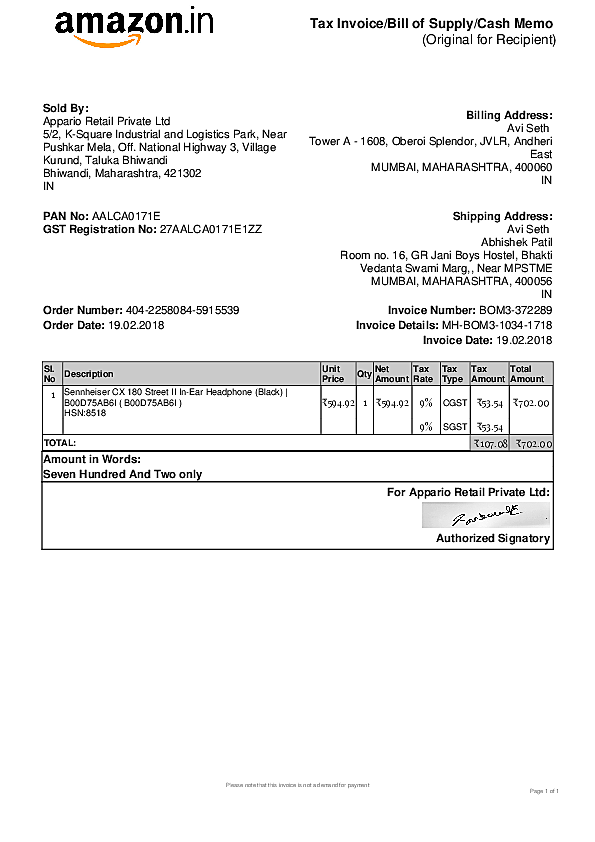 amazon.in
Tax Invoice/Bill of Supply/Cash Memo
(Original for Recipient)
Sold By:
Appario Retail Private Ltd
5/2, K-Square Industrial and Logistics Park, Near
Pushkar Mela, Off. National Highway 3, Village
Kurund, Taluka Bhiwandi
Bhiwandi, Maharashtra, 421302
IN
Billing Address:
Avi Seth
Tower A - 1608, Oberoi Splendor, JVLR, Andheri
East
MUMBAI, MAHARASHTRA, 400060
IN
PAN No: AALCA0171E
GST Registration No: 27AALCA0171E1ZZ
Shipping Address:
Avi Seth
Abhishek Patil
Room no. 16, GR Jani Boys Hostel, Bhakti
Vedanta Swami Marg,, Near MPSTME
MUMBAI, MAHARASHTRA, 400056
IN
Order Number: 404-2258084-5915539
Order Date: 19.02.2018
Invoice Number: BOM3-372289
Invoice Details: MH-BOM3-1034-1718
Invoice Date: 19.02.2018
Sl. No Description Unit Price Qty Net Amount Tax Rate Tax Type Tax Amount Total Amount
1 Sennheiser CX 180 Street II In-Ear Headphone (Black) | ₹594.92 1 ₹594.92 9% CGST ₹53.54 ₹702.00
B00D75AB6I ( B00D75AB6I )
HSN:8518
9% SGST ₹53.54
TOTAL: ₹107.08 ₹702.00
Amount in Words:
Seven Hundred And Two only
For Appario Retail Private Ltd:
Authorized Signatory
Please note that this invoice is not a demand for payment
Page 1 of 1